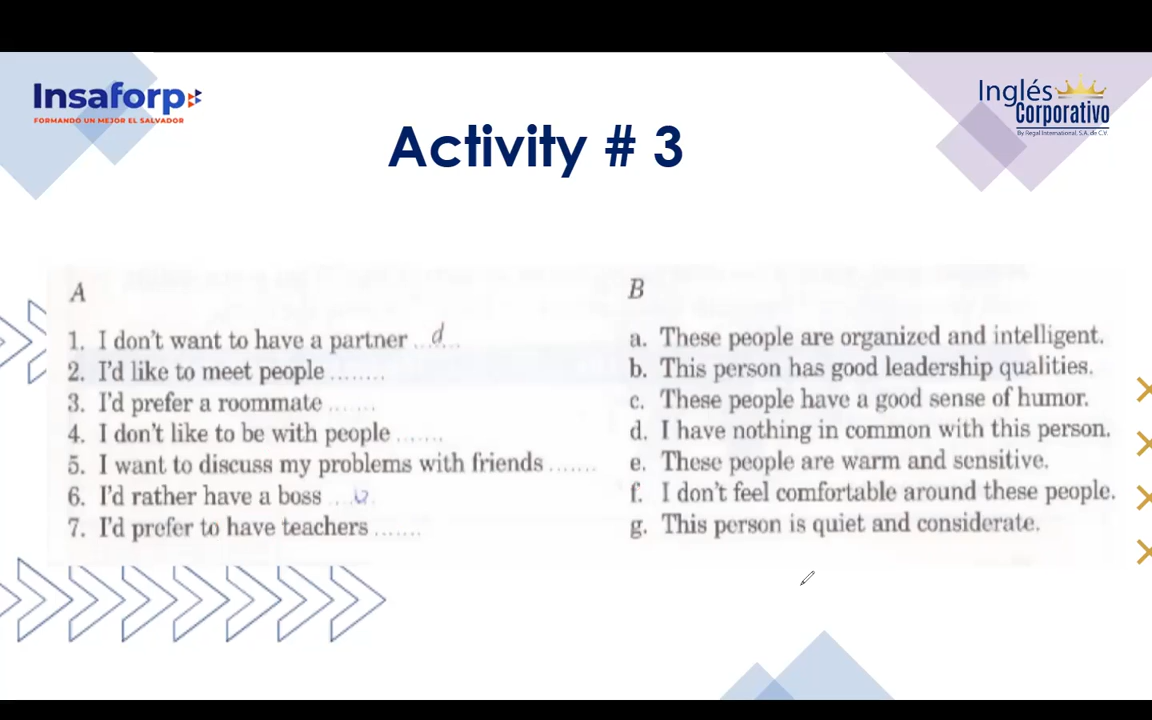 Insaforp
FORMANDO UN MEJOR EL SALVADOR
Inglés
Corporativo
By Regal International, S.A. de C.V.
Activity # 3
A
1. I don't want to have a partner ...d...
2. I'd like to meet people ........
3. I'd prefer a roommate ... ...
4. I don't like to be with people .......
5. I want to discuss my problems with friends .......
6. I'd rather have a boss ...b.
7. I'd prefer to have teachers .......
B
a. These people are organized and intelligent.
b. This person has good leadership qualities.
c. These people have a good sense of humor.
d. I have nothing in common with this person.
e. These people are warm and sensitive.
f. I don't feel comfortable around these people.
g. This person is quiet and considerate.